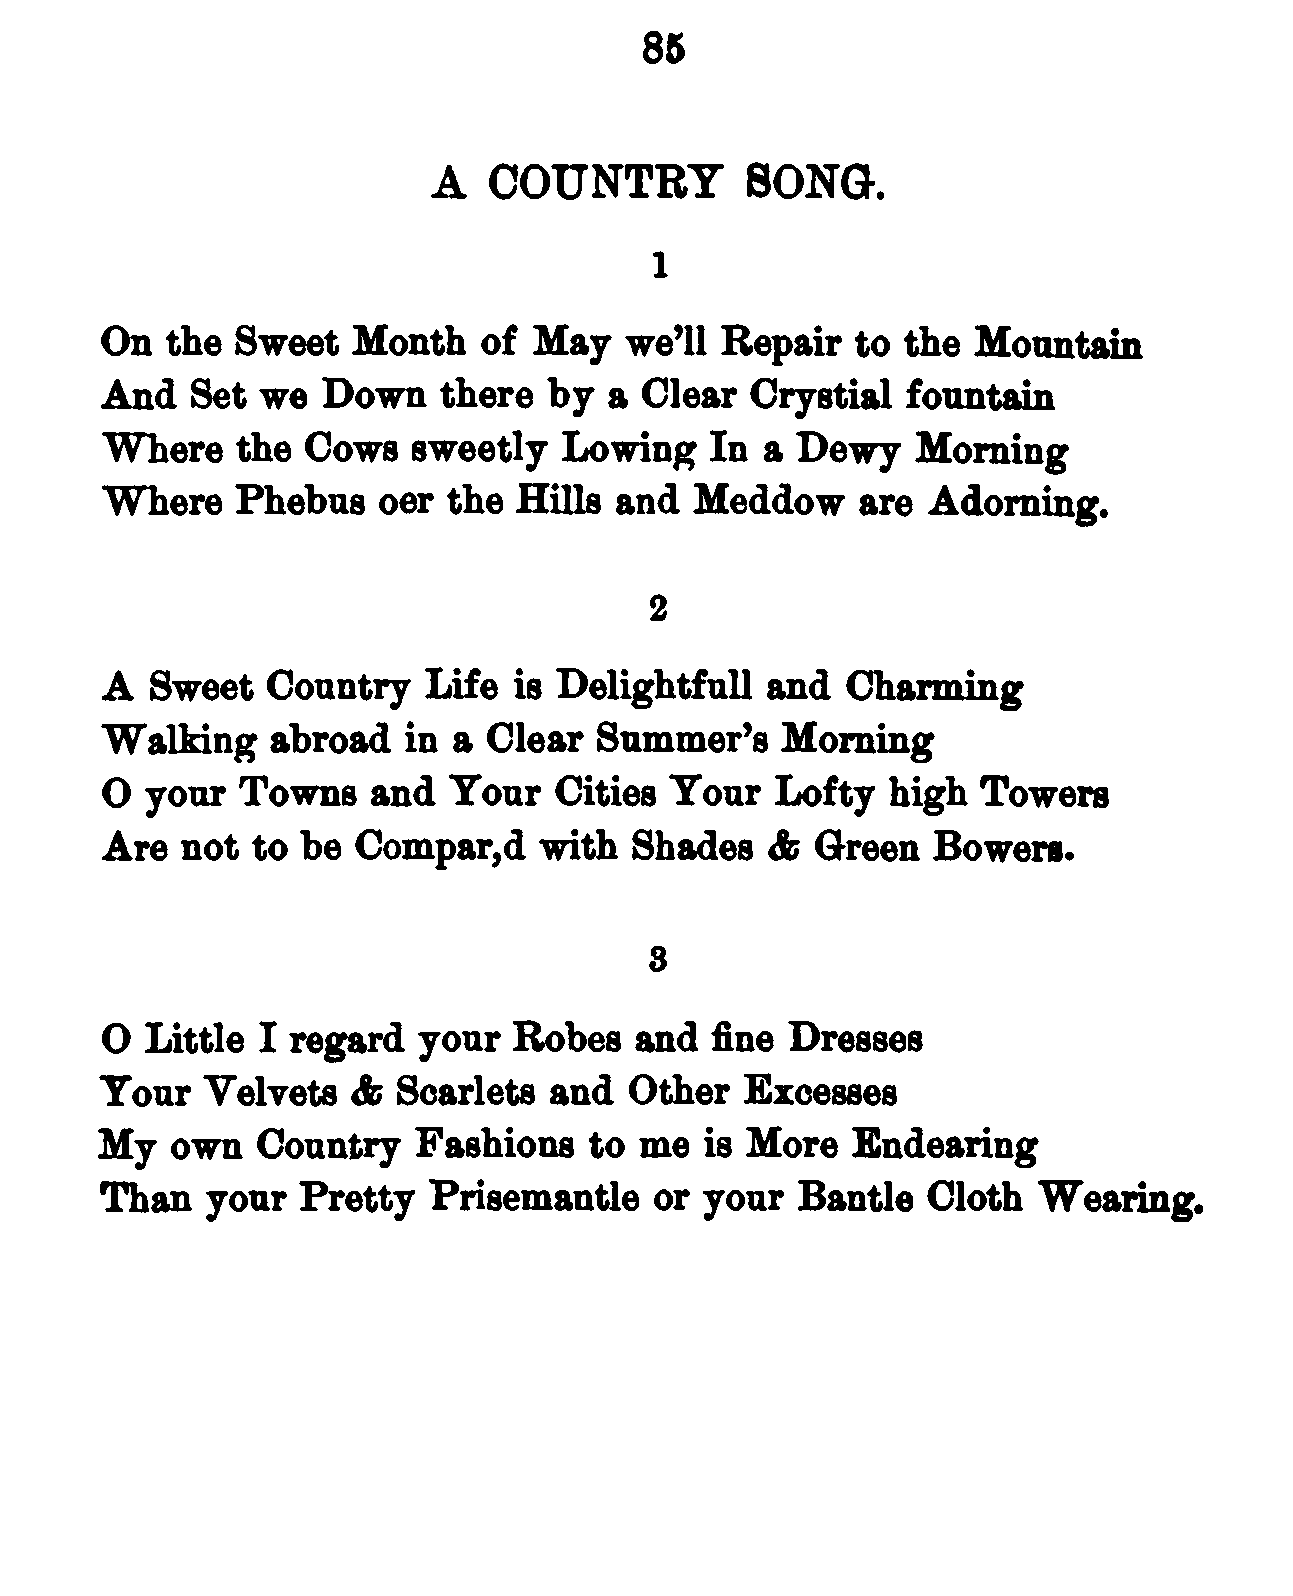 85
A COUNTRY SONG.
1
On the Sweet Month of May we'll Repair to the Mountain
And Set we Down there by a Clear Crystial fountain
Where the Cows sweetly Lowing In a Dewy Morning
Where Phebus oer the Hills and Meddow are Adorning.
2
A Sweet Country Life is Delightfull and Charming
Walking abroad in a Clear Summer's Morning
O your Towns and Your Cities Your Lofty high Towers
Are not to be Compar,d with Shades & Green Bowers.
3
O Little I regard your Robes and fine Dresses
Your Velvets & Scarlets and Other Excesses
My own Country Fashions to me is More Endearing
Than your Pretty Prisemantle or your Bantle Cloth Wearing.